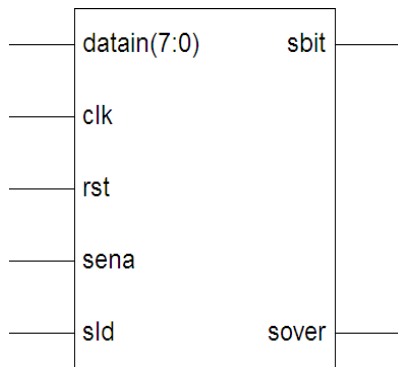 datain(7:0) sbit
clk
rst
sena
sld sover